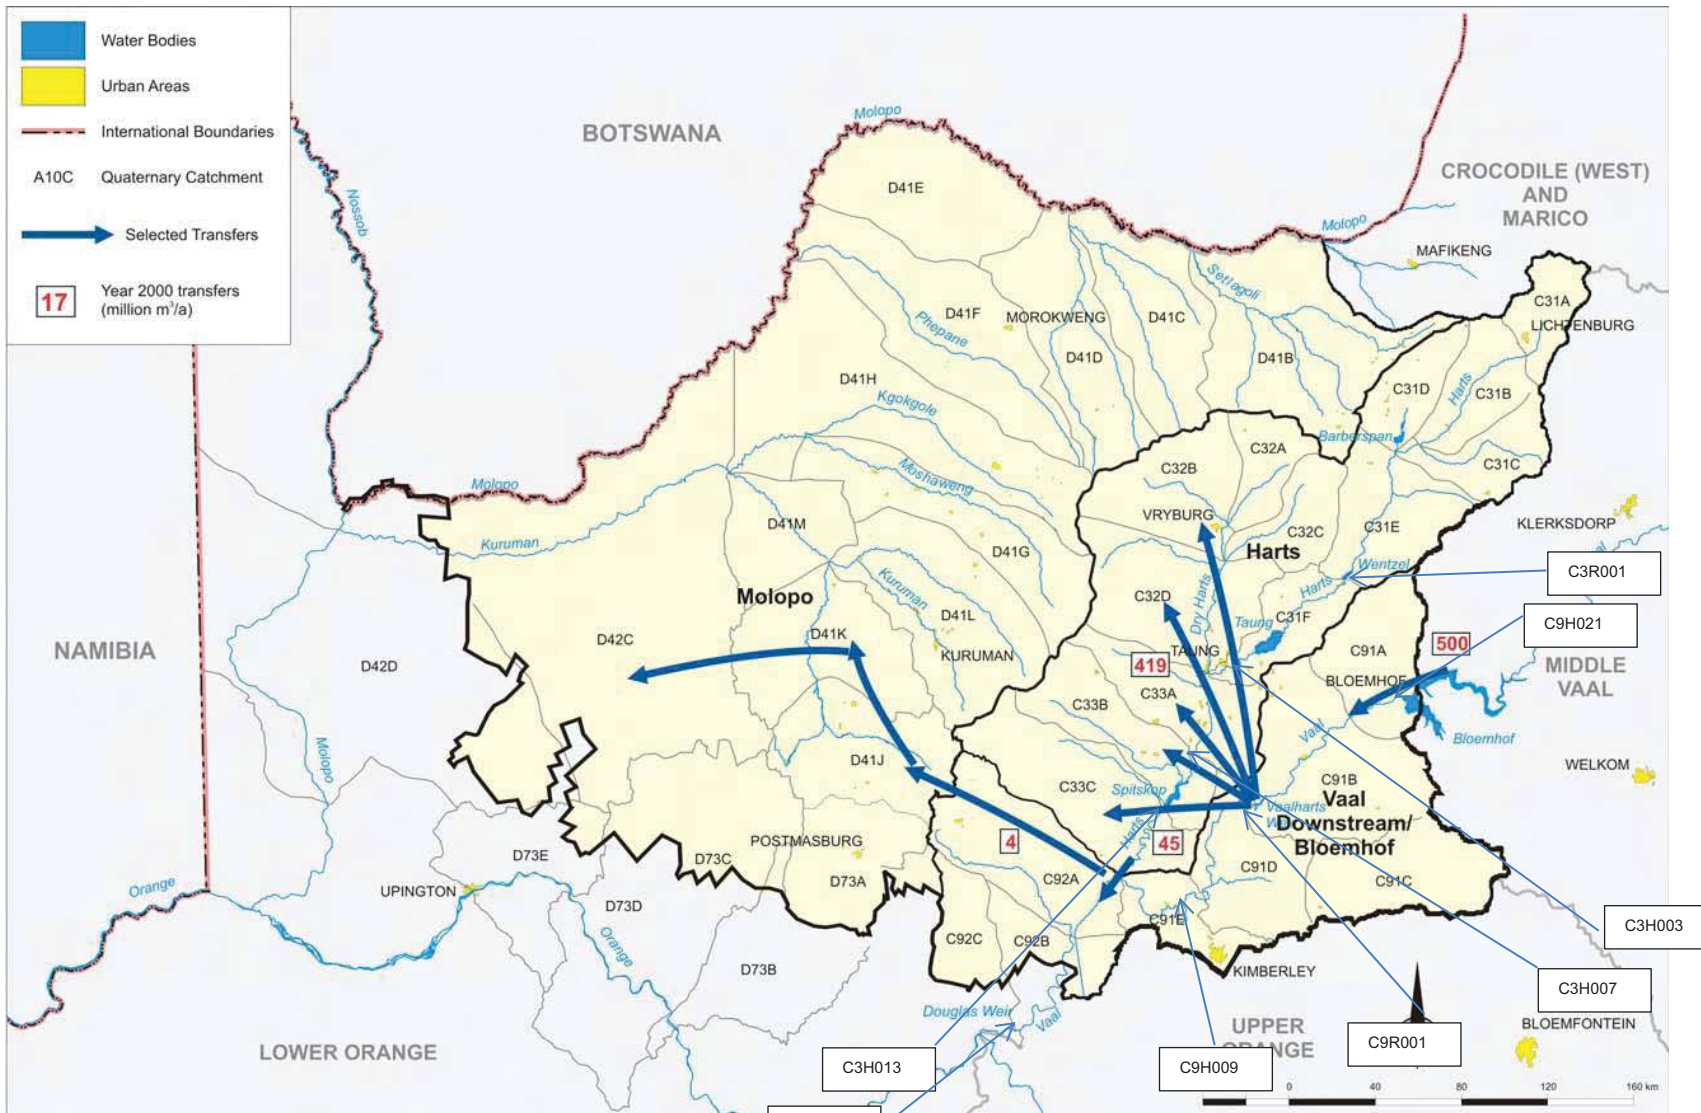 Water Bodies
Urban Areas
International Boundaries
A10C Quaternary Catchment
Selected Transfers
17 Year 2000 transfers
(million m³/a)
BOTSWANA
CROCODILE (WEST)
AND
MARICO
NAMIBIA
MIDDLE
VAAL
LOWER ORANGE
UPPER
ORANGE
Molopo
Nossob
Molopo
MAFIKENG
D41E
Setlagoli
C31A
LICHTENBURG
D41F
MOROKWENG
D41C
Phepane
D41D
D41B
D41H
C31D
Harts
C31B
Kgokgole
Barberspan
C32A
C32B
C31C
Moshaweng
Molopo
VRYBURG
KLERKSDORP
D41M
C32C
C31E
Kuruman
D41G
Harts
Wentzel
C3R001
Kuruman
Molopo
C32D
Dry Harts
Harts
C31F
D41L
Taung
C9H021
D42C
D41K
KURUMAN
TAUNG
C91A
500
D42D
419
BLOEMHOF
C33A
C33B
Vaal
Bloemhof
Molopo
D41J
WELKOM
C91B
C33C
Spitskop
Vaalharts
Vaal
Downstream/
Bloemhof
Harts
4
45
POSTMASBURG
D73E
D73C
C91D
D73A
C92A
C91C
Orange
UPINGTON
D73D
C91E
C3H003
Orange
C92C
C92B
D73B
KIMBERLEY
C3H007
Douglas Weir
Vaal
BLOEMFONTEIN
C9R001
C3H013
C9H009
0 40 80 120 160 km